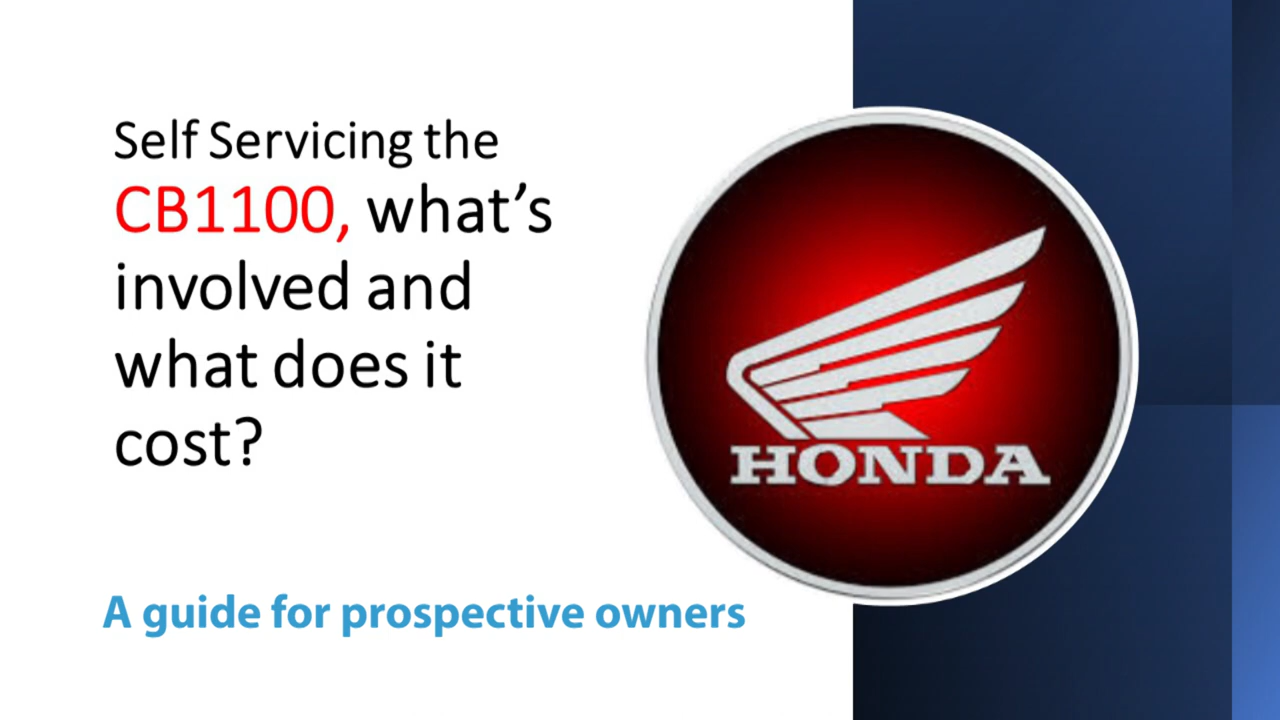 Self Servicing the
CB1100, what’s
involved and
what does it
cost?
HONDA
A guide for prospective owners